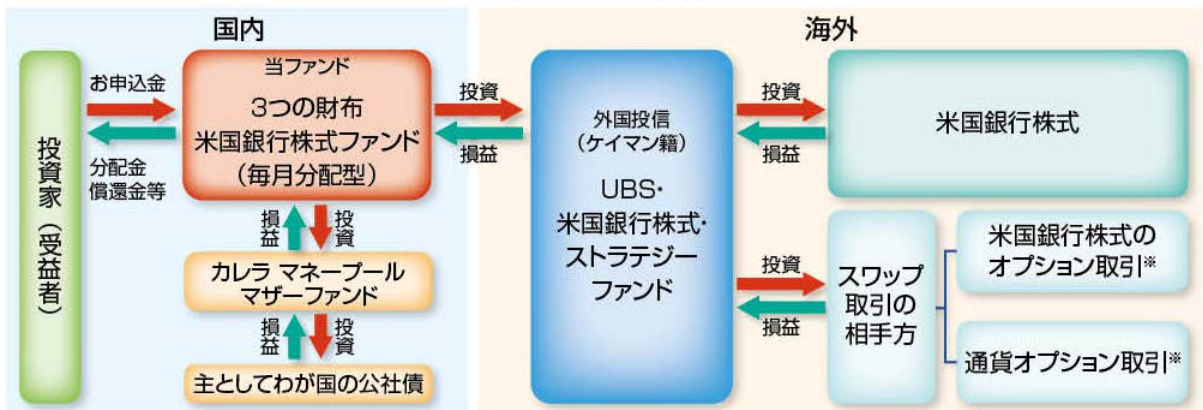 国内
海外
投資家(受益者)
お申込金
分配金
償還金等
当ファンド
3つの財布
米国銀行株式ファンド
(毎月分配型)
損益
投資
カレラ マネープール
マザーファンド
損益
投資
主としてわが国の公社債
投資
損益
外国投信
(ケイマン籍)
UBS・
米国銀行株式・
ストラテジー
ファンド
投資
損益
米国銀行株式
投資
損益
スワップ
取引の
相手方
米国銀行株式の
オプション取引※
通貨オプション取引※